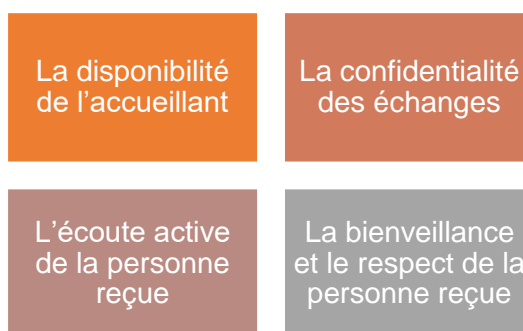 La disponibilité
de l’accueillant
La confidentialité
des échanges
L’écoute active
de la personne
reçue
La bienveillance
et le respect de la
personne reçue